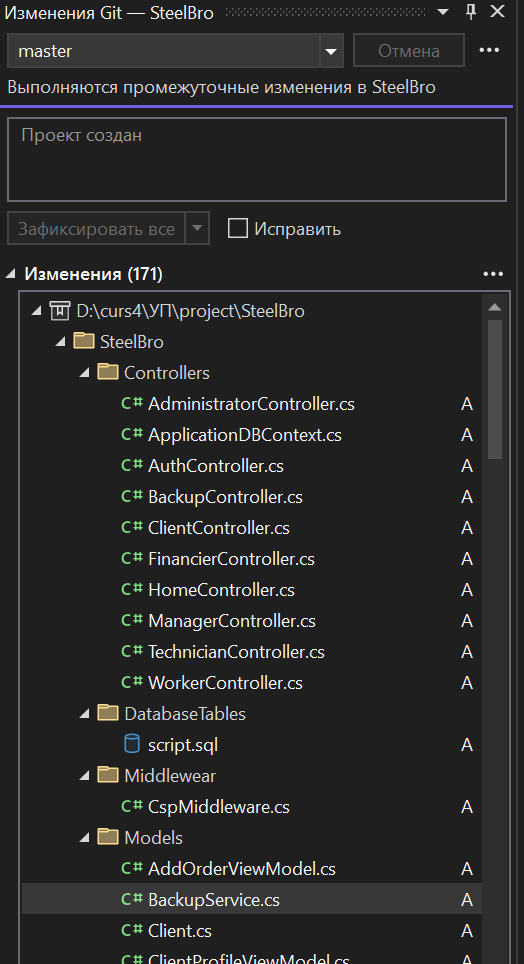 Изменения Git — SteelBro
master
Отмена
Выполняются промежуточные изменения в SteelBro
Проект создан
Зафиксировать все
Исправить
Изменения (171)
D:\curs4\УП\project\SteelBro
SteelBro
Controllers
C# AdministratorController.cs A
C# ApplicationDBContext.cs A
C# AuthController.cs A
C# BackupController.cs A
C# ClientController.cs A
C# FinancierController.cs A
C# HomeController.cs A
C# ManagerController.cs A
C# TechnicianController.cs A
C# WorkerController.cs A
DatabaseTables
script.sql A
Middlewear
C# CspMiddleware.cs A
Models
C# AddOrderViewModel.cs A
C# BackupService.cs A
C# Client.cs A
C# ClientProfileViewModel.cs A